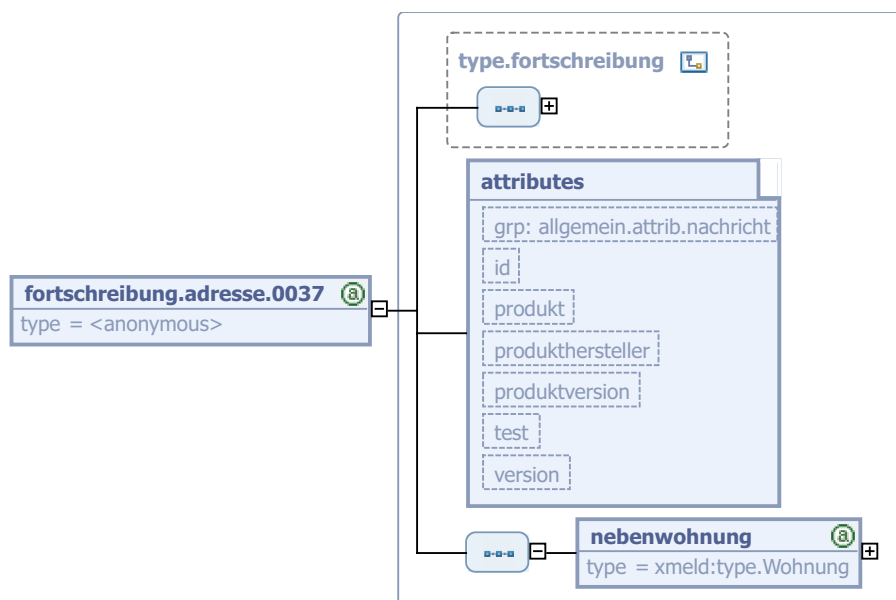 type.fortschreibung
attributes
grp: allgemein.attrib.nachricht
id
produkt
produkthersteller
produktversion
test
version
fortschreibung.adresse.0037
type = <anonymous>
nebenwohnung
type = xmeld:type.Wohnung